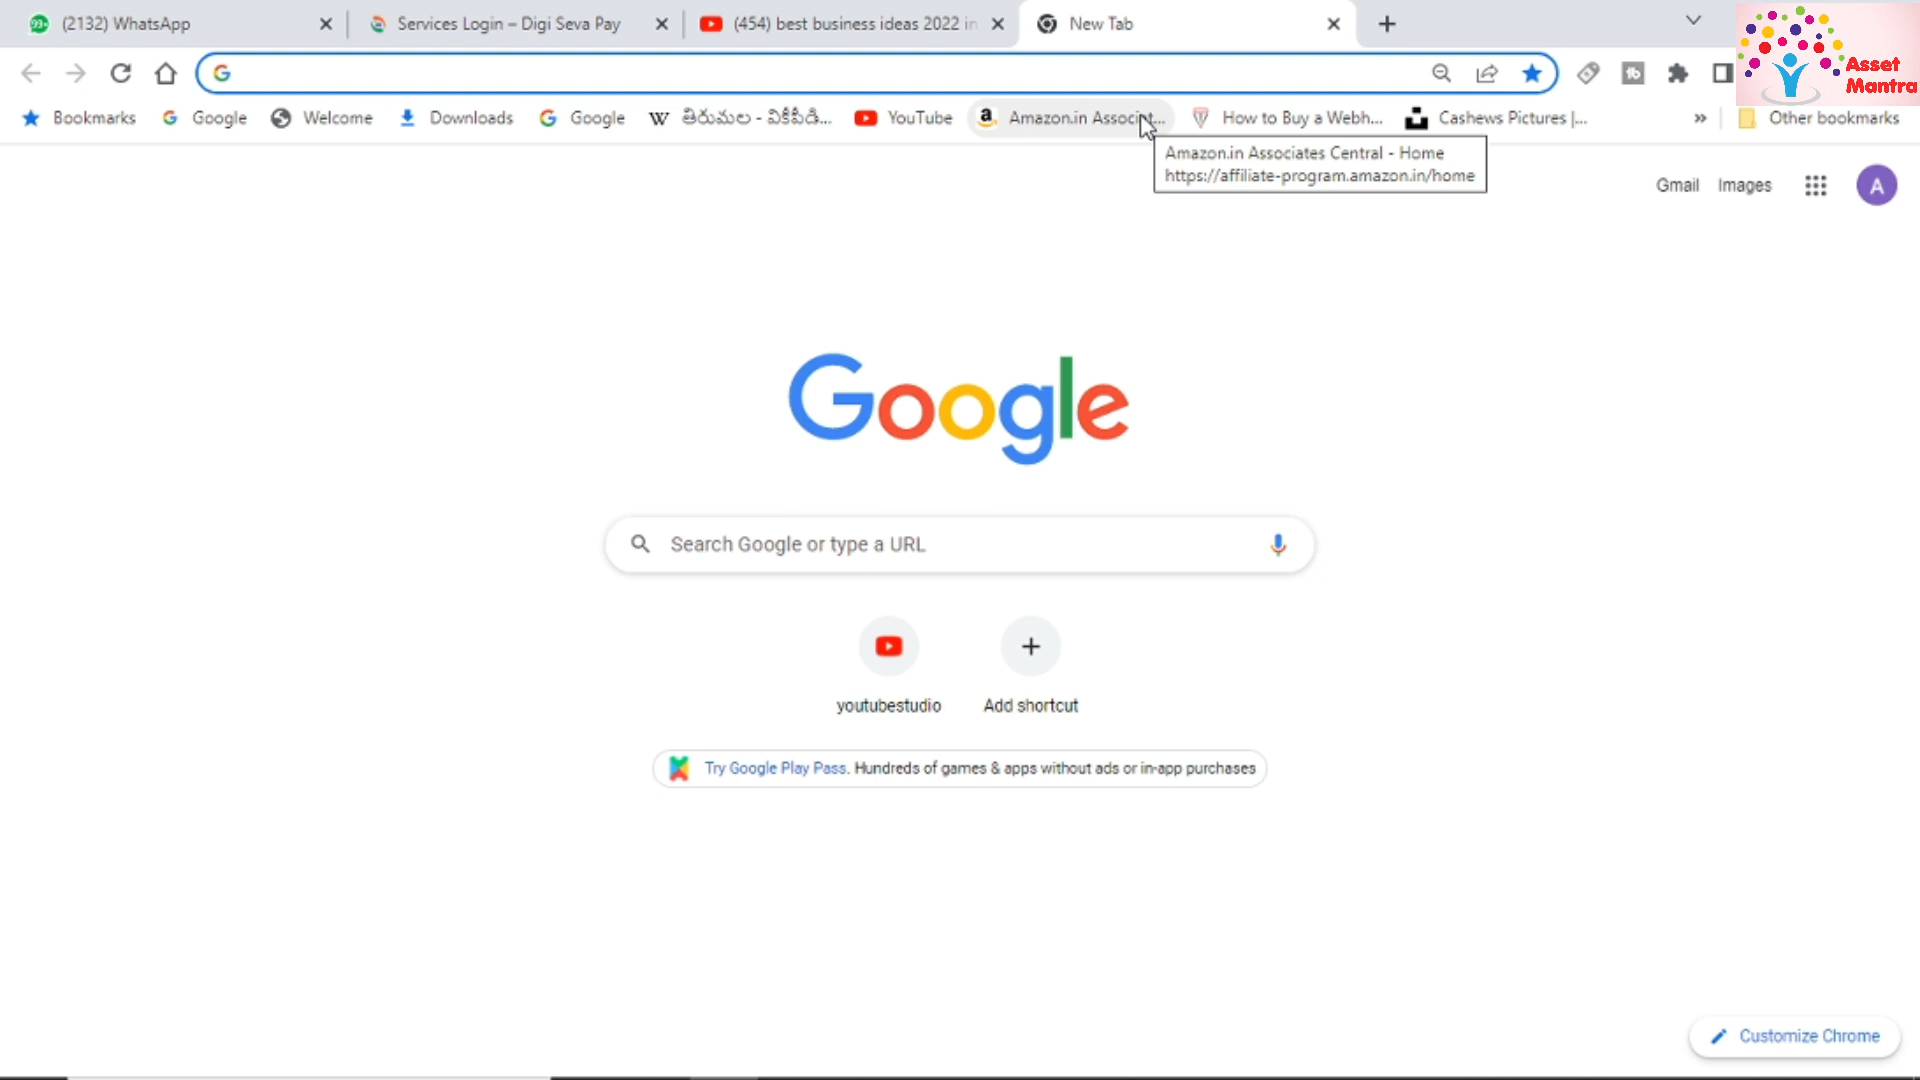 (2132) WhatsApp
Services Login – Digi Seva Pay
(454) best business ideas 2022 in
New Tab
Asset
Mantra
Bookmarks
Google
Welcome
Downloads
Google
తిరుమల - వికీపీడి...
YouTube
Amazon.in Associat...
How to Buy a Webh...
Cashews Pictures |...
Other bookmarks
Amazon.in Associates Central - Home
https://affiliate-program.amazon.in/home
Gmail
Images
A
Google
Search Google or type a URL
youtubestudio
Add shortcut
Try Google Play Pass. Hundreds of games & apps without ads or in-app purchases
Customize Chrome